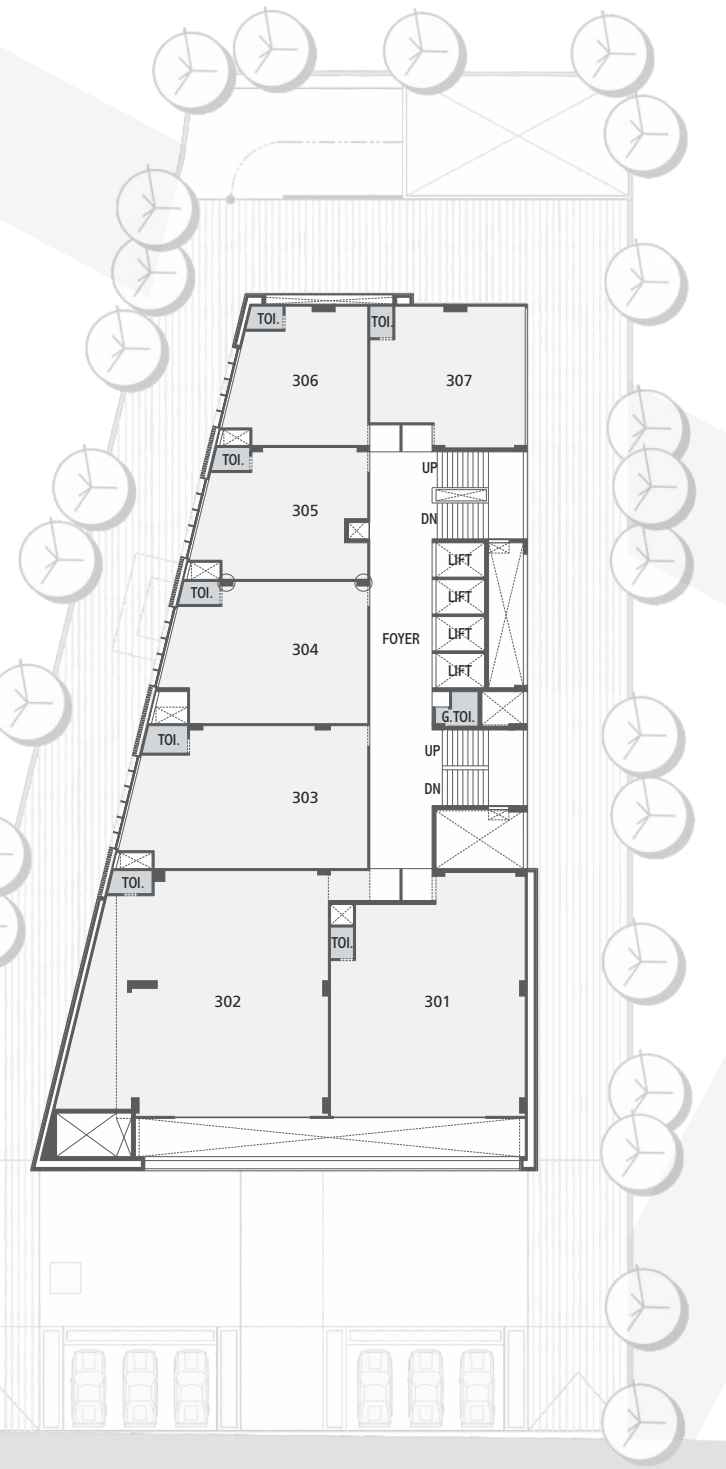 TOI.
TOI.
306
307
TOI.
UP
305
DN
LIFT
TOI.
LIFT
LIFT
304
FOYER
LIFT
G.TOI.
TOI.
UP
DN
303
TOI.
TOI.
302
301